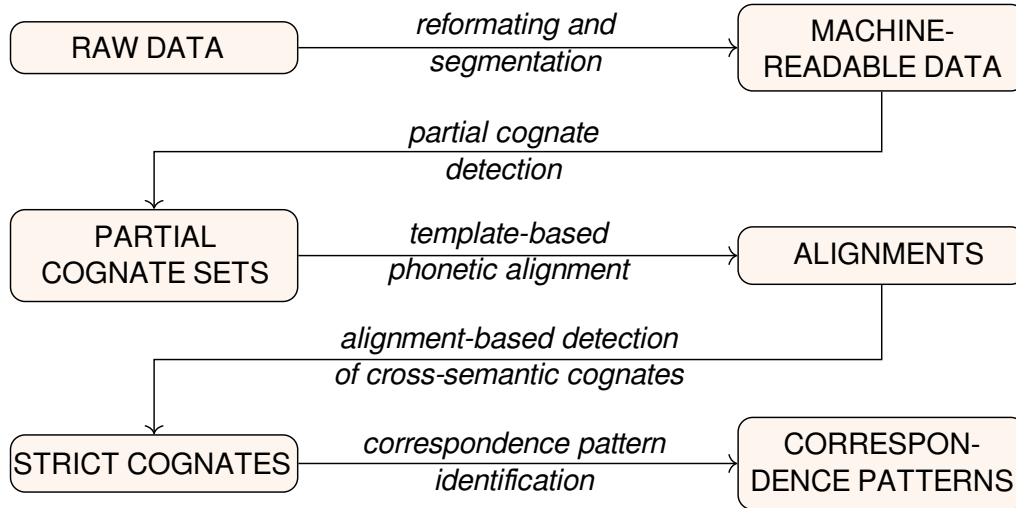 RAW DATA
reformating and
segmentation
MACHINE-
READABLE DATA
partial cognate
detection
PARTIAL
COGNATE SETS
template-based
phonetic alignment
ALIGNMENTS
alignment-based detection
of cross-semantic cognates
STRICT COGNATES
correspondence pattern
identification
CORRESPON-
DENCE PATTERNS